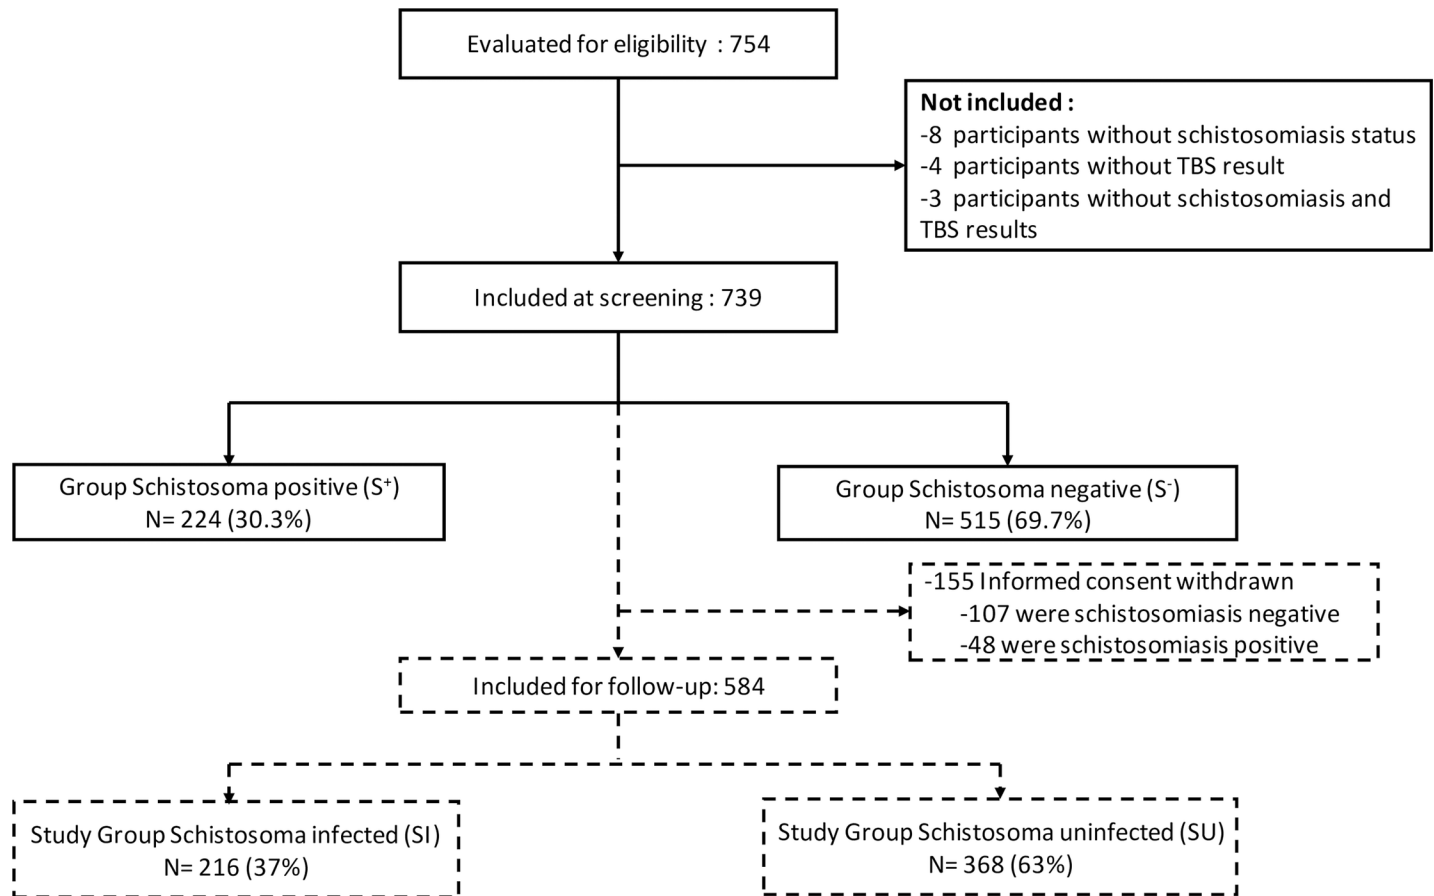 Evaluated for eligibility : 754
Not included :
-8 participants without schistosomiasis status
-4 participants without TBS result
-3 participants without schistosomiasis and
TBS results
Included at screening : 739
Group Schistosoma positive (S⁺)
N= 224 (30.3%)
Group Schistosoma negative (S⁻)
N= 515 (69.7%)
-155 Informed consent withdrawn
-107 were schistosomiasis negative
-48 were schistosomiasis positive
Included for follow-up: 584
Study Group Schistosoma infected (SI)
N= 216 (37%)
Study Group Schistosoma uninfected (SU)
N= 368 (63%)